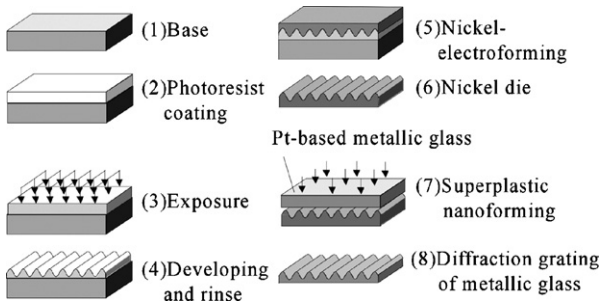 (1)Base
(2)Photoresist
coating
(3)Exposure
(4)Developing
and rinse
(5)Nickel-
electroforming
(6)Nickel die
Pt-based metallic glass
(7)Superplastic
nanoforming
(8)Diffraction grating
of metallic glass